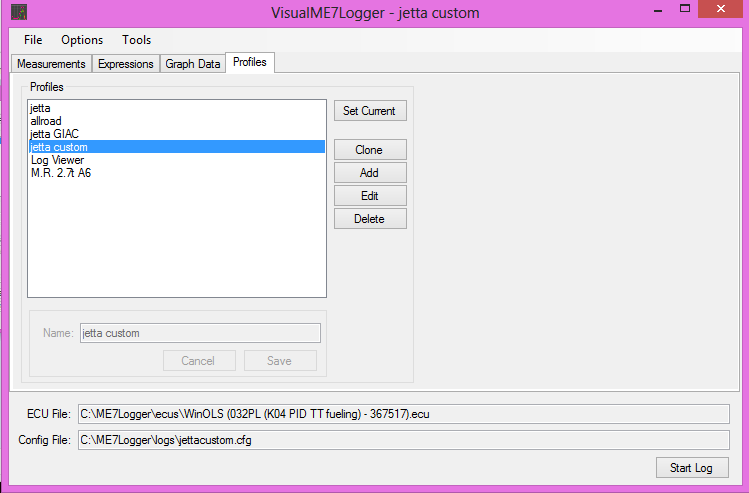 VisualME7Logger - jetta custom
File Options Tools
Measurements Expressions Graph Data Profiles
Profiles
jetta
allroad
jetta GIAC
jetta custom
Log Viewer
M.R. 2.7t A6
Set Current
Clone
Add
Edit
Delete
Name: jetta custom
Cancel Save
ECU File: C:\ME7Logger\ecus\WinOLS (032PL (K04 PID TT fueling) - 367517).ecu
Config File: C:\ME7Logger\logs\jettacustom.cfg
Start Log